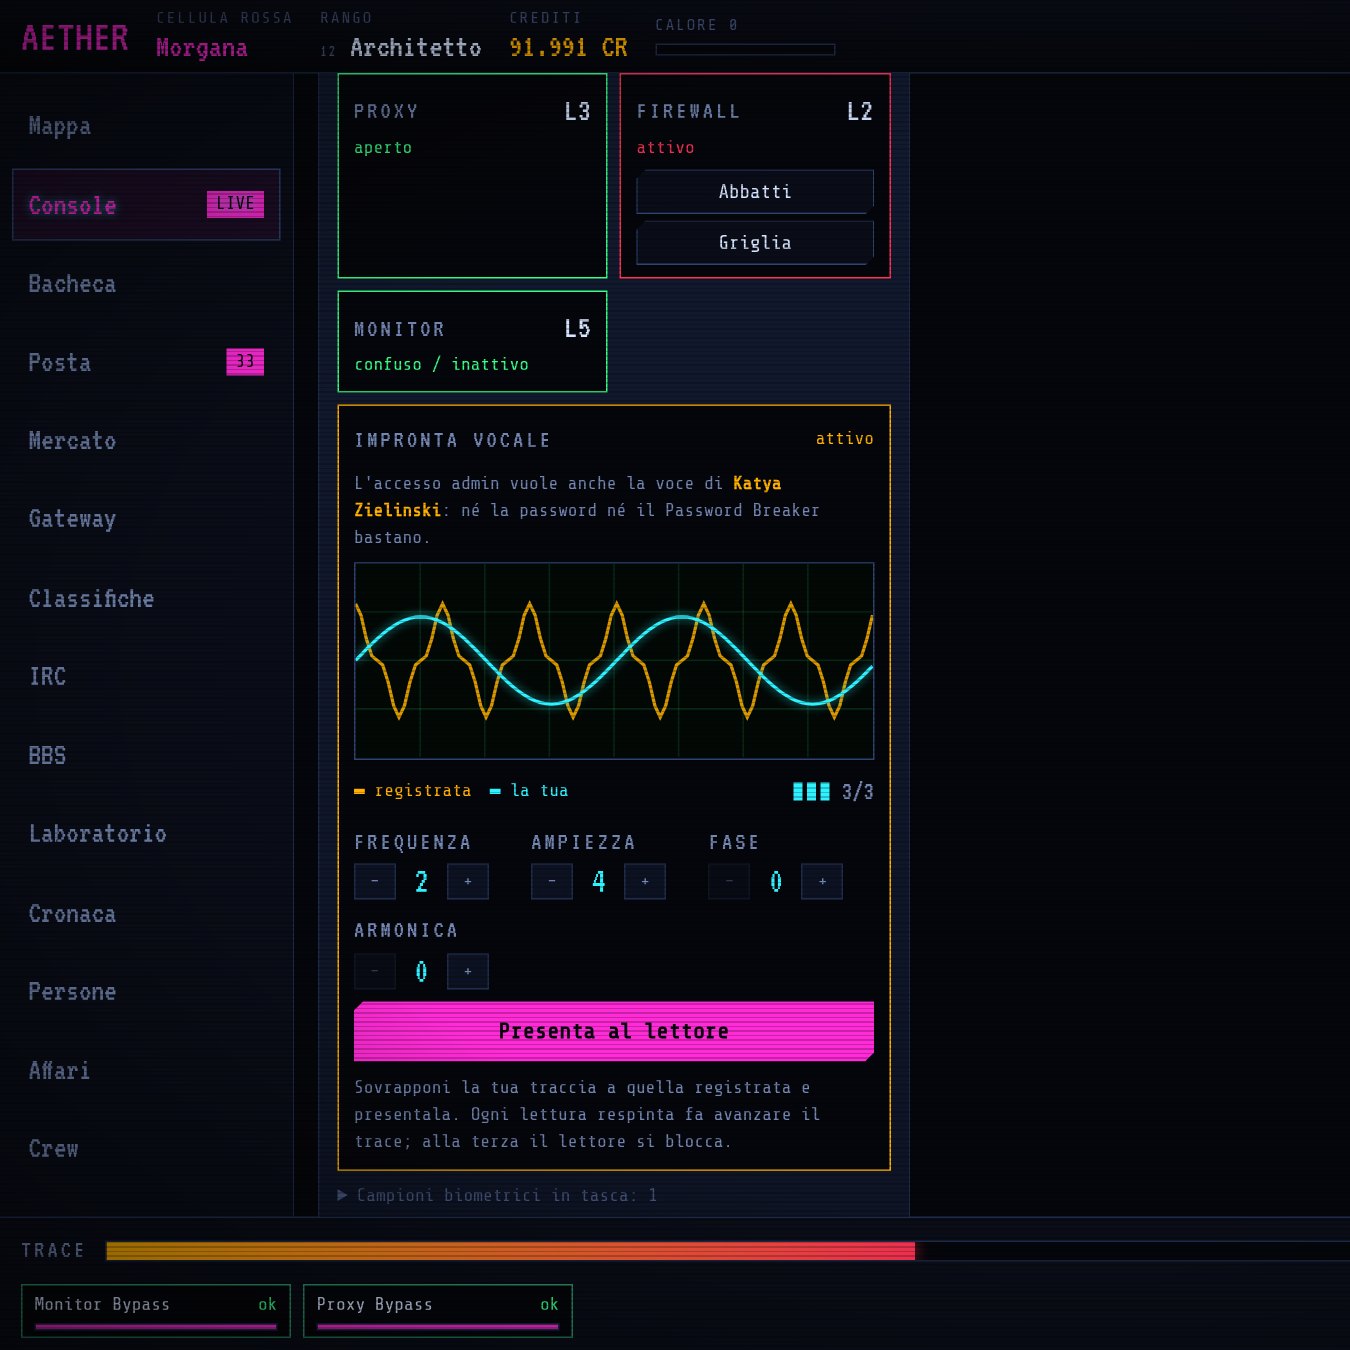 AETHER
CELLULA ROSSA
Morgana
RANGO
12 Architetto
CREDITI
91.991 CR
CALORE 0
Mappa
Console LIVE
Bacheca
Posta 33
Mercato
Gateway
Classifiche
IRC
BBS
Laboratorio
Cronaca
Persone
Affari
Crew
PROXY L3
aperto
FIREWALL L2
attivo
Abbatti
Griglia
MONITOR L5
confuso / inattivo
IMPRONTA VOCALE attivo
L'accesso admin vuole anche la voce di Katya
Zielinski: né la password né il Password Breaker
bastano.
registrata la tua 3/3
FREQUENZA AMPIEZZA FASE
- 2 + - 4 + - 0 +
ARMONICA
- 0 +
Presenta al lettore
Sovrapponi la tua traccia a quella registrata e
presentala. Ogni lettura respinta fa avanzare il
trace; alla terza il lettore si blocca.
Campioni biometrici in tasca: 1
TRACE
Monitor Bypass ok
Proxy Bypass ok